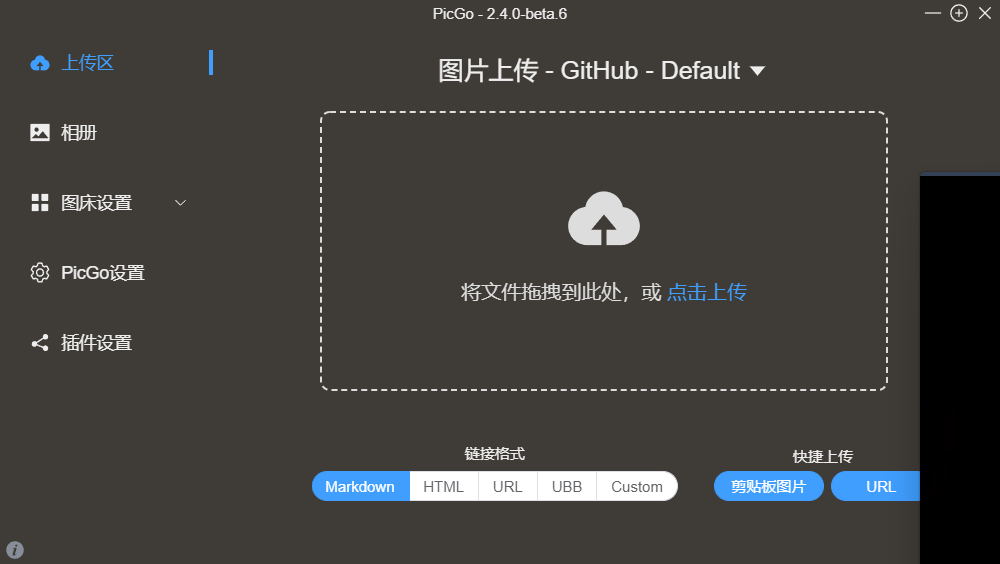 PicGo - 2.4.0-beta.6
上传区
相册
图床设置
PicGo设置
插件设置
图片上传 - GitHub - Default
将文件拖拽到此处，或 点击上传
链接格式
Markdown HTML URL UBB Custom
快捷上传
剪贴板图片 URL
i